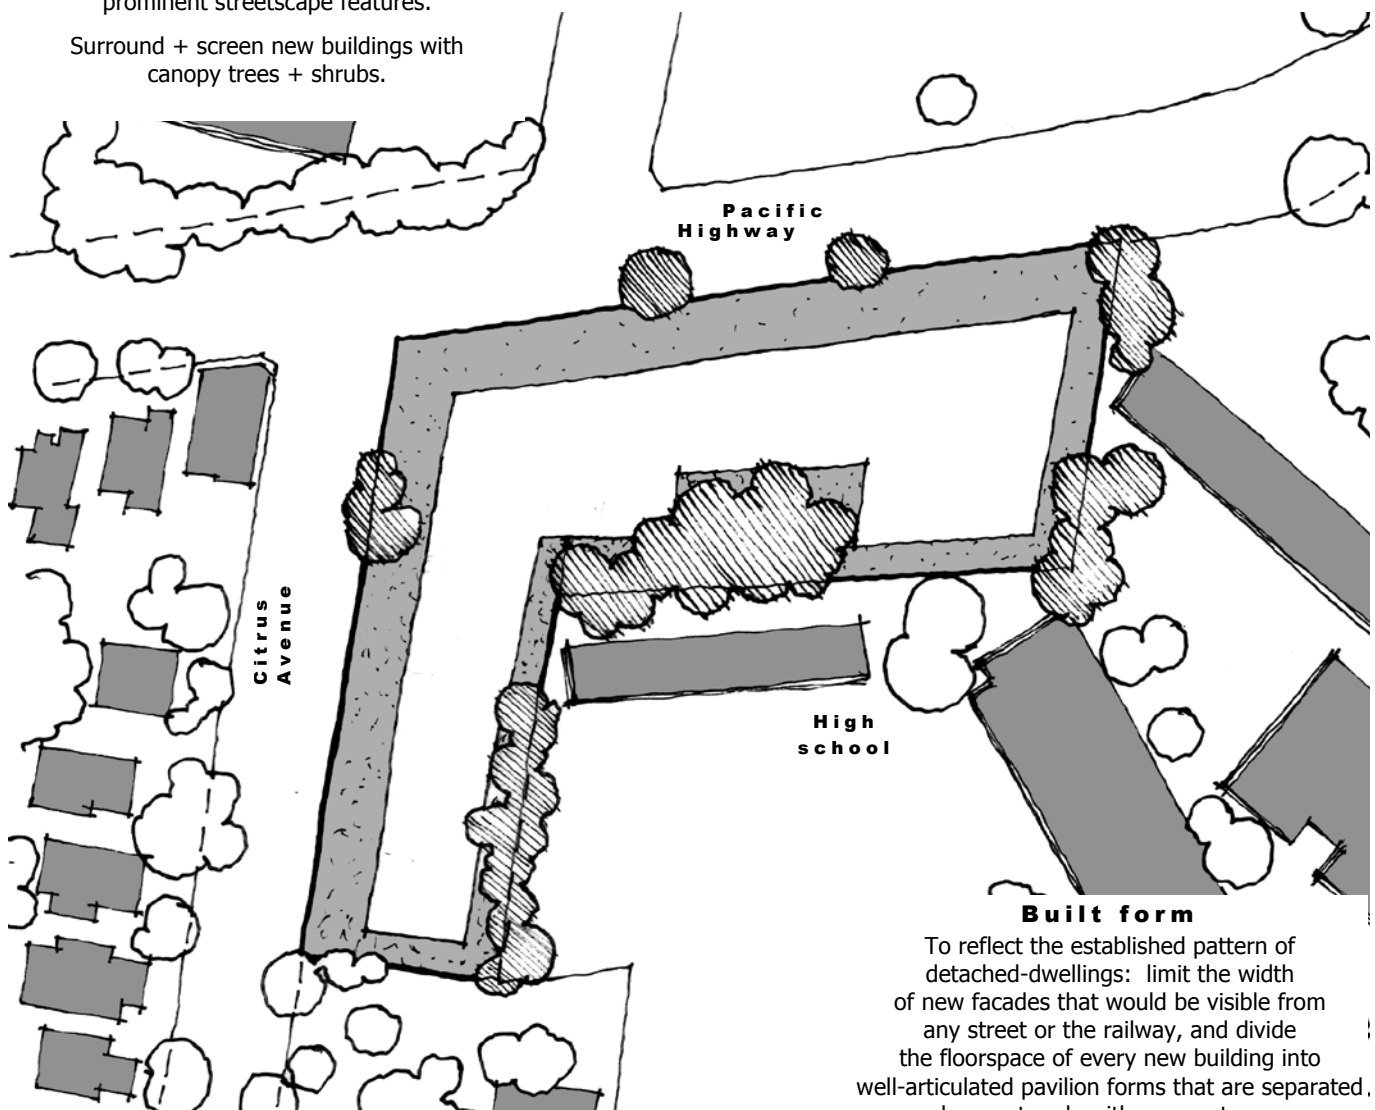 prominent streetscape features.
Surround + screen new buildings with
canopy trees + shrubs.
Pacific
Highway
Citrus
Avenue
High
school
Built form
To reflect the established pattern of
detached-dwellings: limit the width
of new facades that would be visible from
any street or the railway, and divide
the floorspace of every new building into
well-articulated pavilion forms that are separated